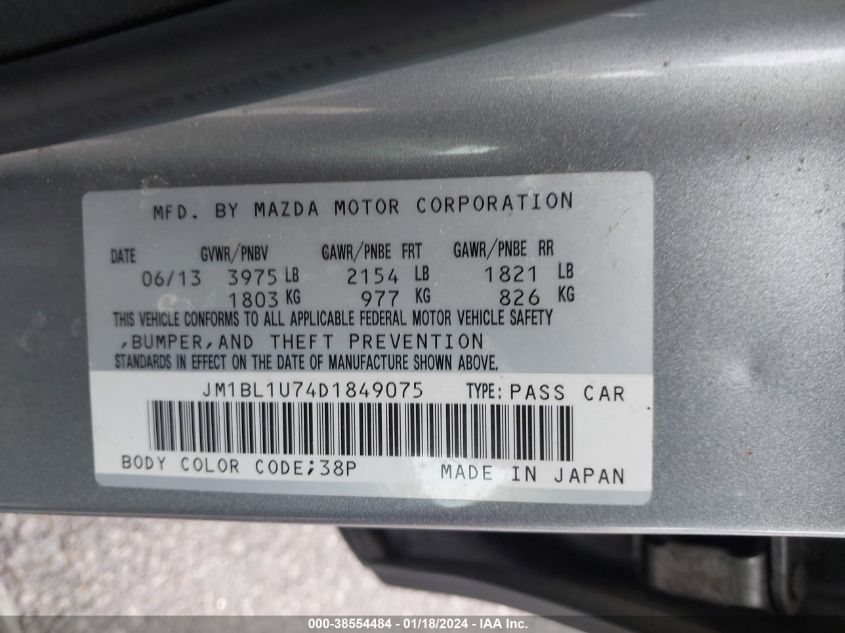 MFD. BY MAZDA MOTOR CORPORATION
DATE GVWR/PNBV GAWR/PNBE FRT GAWR/PNBE RR
06/13 3975 LB 2154 LB 1821 LB
1803 KG 977 KG 826 KG
THIS VEHICLE CONFORMS TO ALL APPLICABLE FEDERAL MOTOR VEHICLE SAFETY
,BUMPER,AND THEFT PREVENTION
STANDARDS IN EFFECT ON THE DATE OF MANUFACTURE SHOWN ABOVE.
JM1BL1U74D1849075 TYPE: PASS CAR
BODY COLOR CODE;38P MADE IN JAPAN
000-38554484 - 01/18/2024 - IAA Inc.